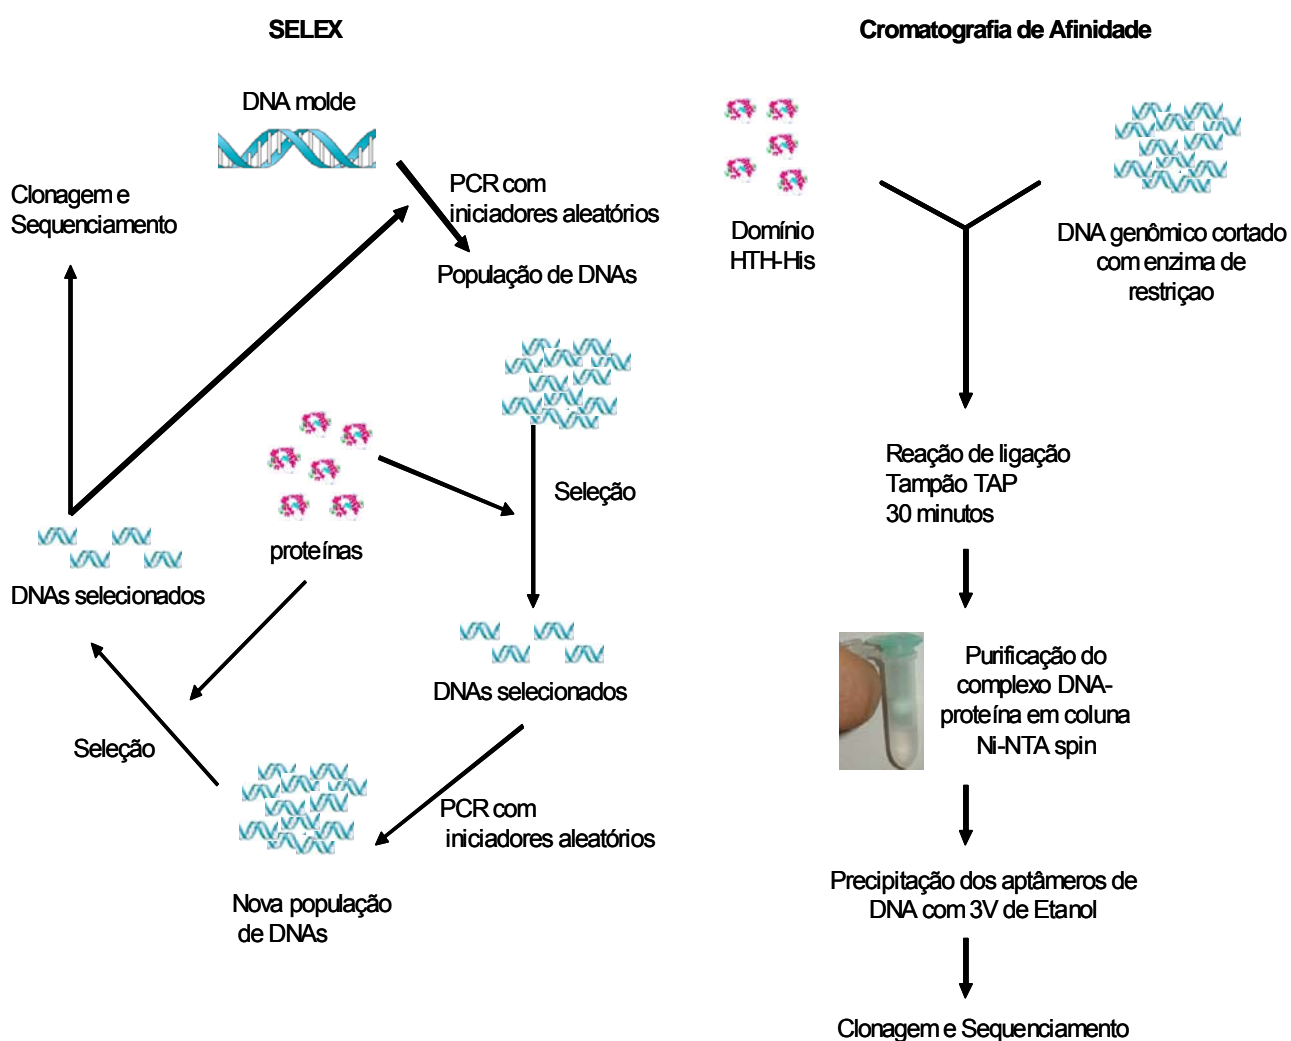 SELEX
DNA molde
PCR com
iniciadores aleatórios
População de DNAs
Clonagem e
Sequenciamento
Seleção
proteínas
DNAs selecionados
DNAs selecionados
Seleção
PCR com
iniciadores aleatórios
Nova população
de DNAs
Cromatografia de Afinidade
Domínio
HTH-His
DNA genômico cortado
com enzima de
restriçao
Reação de ligação
Tampão TAP
30 minutos
Purificação do
complexo DNA-
proteína em coluna
Ni-NTA spin
Precipitação dos aptâmeros de
DNA com 3V de Etanol
Clonagem e Sequenciamento